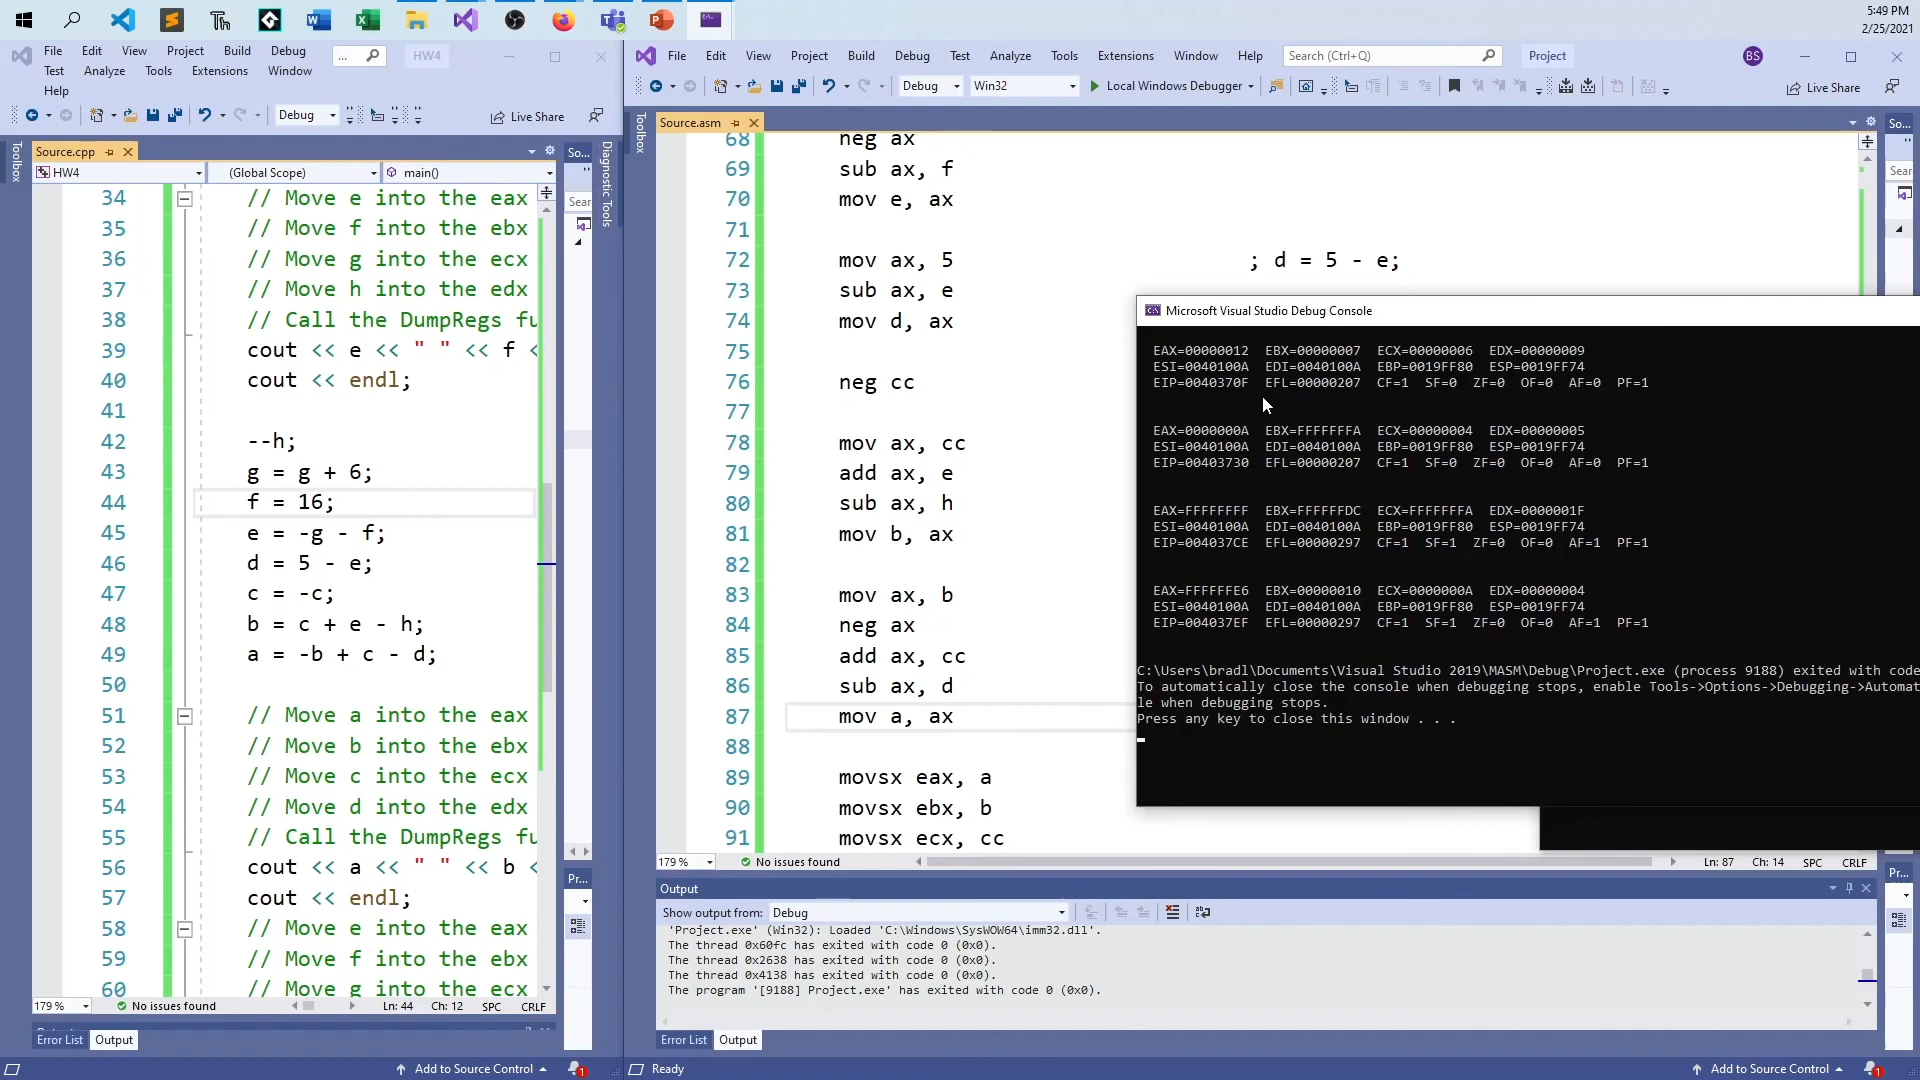 5:49 PM
2/25/2021
File Edit View Project Build Debug
...
HW4
Test Analyze Tools Extensions Window
Help
Debug
Live Share
Source.cpp
So...
HW4
(Global Scope)
main()
Toolbox
Diagnostic Tools
Sear
34 // Move e into the eax
35 // Move f into the ebx
36 // Move g into the ecx
37 // Move h into the edx
38 // Call the DumpRegs fu
39 cout << e << " " << f <
40 cout << endl;
41
42 --h;
43 g = g + 6;
44 f = 16;
45 e = -g - f;
46 d = 5 - e;
47 c = -c;
48 b = c + e - h;
49 a = -b + c - d;
50
51 // Move a into the eax
52 // Move b into the ebx
53 // Move c into the ecx
54 // Move d into the edx
55 // Call the DumpRegs fu
56 cout << a << " " << b <
57 cout << endl;
58 // Move e into the eax
59 // Move f into the ebx
60 // Move g into the ecx
Pr...
179 %
No issues found
Ln: 44 Ch: 12 SPC CRLF
Error List Output
Add to Source Control
1
File Edit View Project Build Debug Test Analyze Tools Extensions Window Help
Search (Ctrl+Q)
Project
BS
Debug
Win32
Local Windows Debugger
Live Share
Toolbox
Source.asm
So...
Sear
68 neg ax
69 sub ax, f
70 mov e, ax
71
72 mov ax, 5 ; d = 5 - e;
73 sub ax, e
74 mov d, ax
75
76 neg cc
77
78 mov ax, cc
79 add ax, e
80 sub ax, h
81 mov b, ax
82
83 mov ax, b
84 neg ax
85 add ax, cc
86 sub ax, d
87 mov a, ax
88
89 movsx eax, a
90 movsx ebx, b
91 movsx ecx, cc
Microsoft Visual Studio Debug Console
EAX=00000012 EBX=00000007 ECX=00000006 EDX=00000009
ESI=0040100A EDI=0040100A EBP=0019FF80 ESP=0019FF74
EIP=0040370F EFL=00000207 CF=1 SF=0 ZF=0 OF=0 AF=0 PF=1
EAX=0000000A EBX=FFFFFFFA ECX=00000004 EDX=00000005
ESI=0040100A EDI=0040100A EBP=0019FF80 ESP=0019FF74
EIP=00403730 EFL=00000207 CF=1 SF=0 ZF=0 OF=0 AF=0 PF=1
EAX=FFFFFFFF EBX=FFFFFFDC ECX=FFFFFFFA EDX=0000001F
ESI=0040100A EDI=0040100A EBP=0019FF80 ESP=0019FF74
EIP=004037CE EFL=00000297 CF=1 SF=1 ZF=0 OF=0 AF=1 PF=1
EAX=FFFFFFE6 EBX=00000010 ECX=0000000A EDX=00000004
ESI=0040100A EDI=0040100A EBP=0019FF80 ESP=0019FF74
EIP=004037EF EFL=00000297 CF=1 SF=1 ZF=0 OF=0 AF=1 PF=1
C:\Users\bradl\Documents\Visual Studio 2019\MASM\Debug\Project.exe (process 9188) exited with code
To automatically close the console when debugging stops, enable Tools->Options->Debugging->Automat
le when debugging stops.
Press any key to close this window . . .
179 %
No issues found
Ln: 87 Ch: 14 SPC CRLF
Pr...
Output
Show output from: Debug
'Project.exe' (Win32): Loaded 'C:\Windows\SysWOW64\imm32.dll'.
The thread 0x60fc has exited with code 0 (0x0).
The thread 0x2638 has exited with code 0 (0x0).
The thread 0x4138 has exited with code 0 (0x0).
The program '[9188] Project.exe' has exited with code 0 (0x0).
Error List Output
Ready
Add to Source Control
1